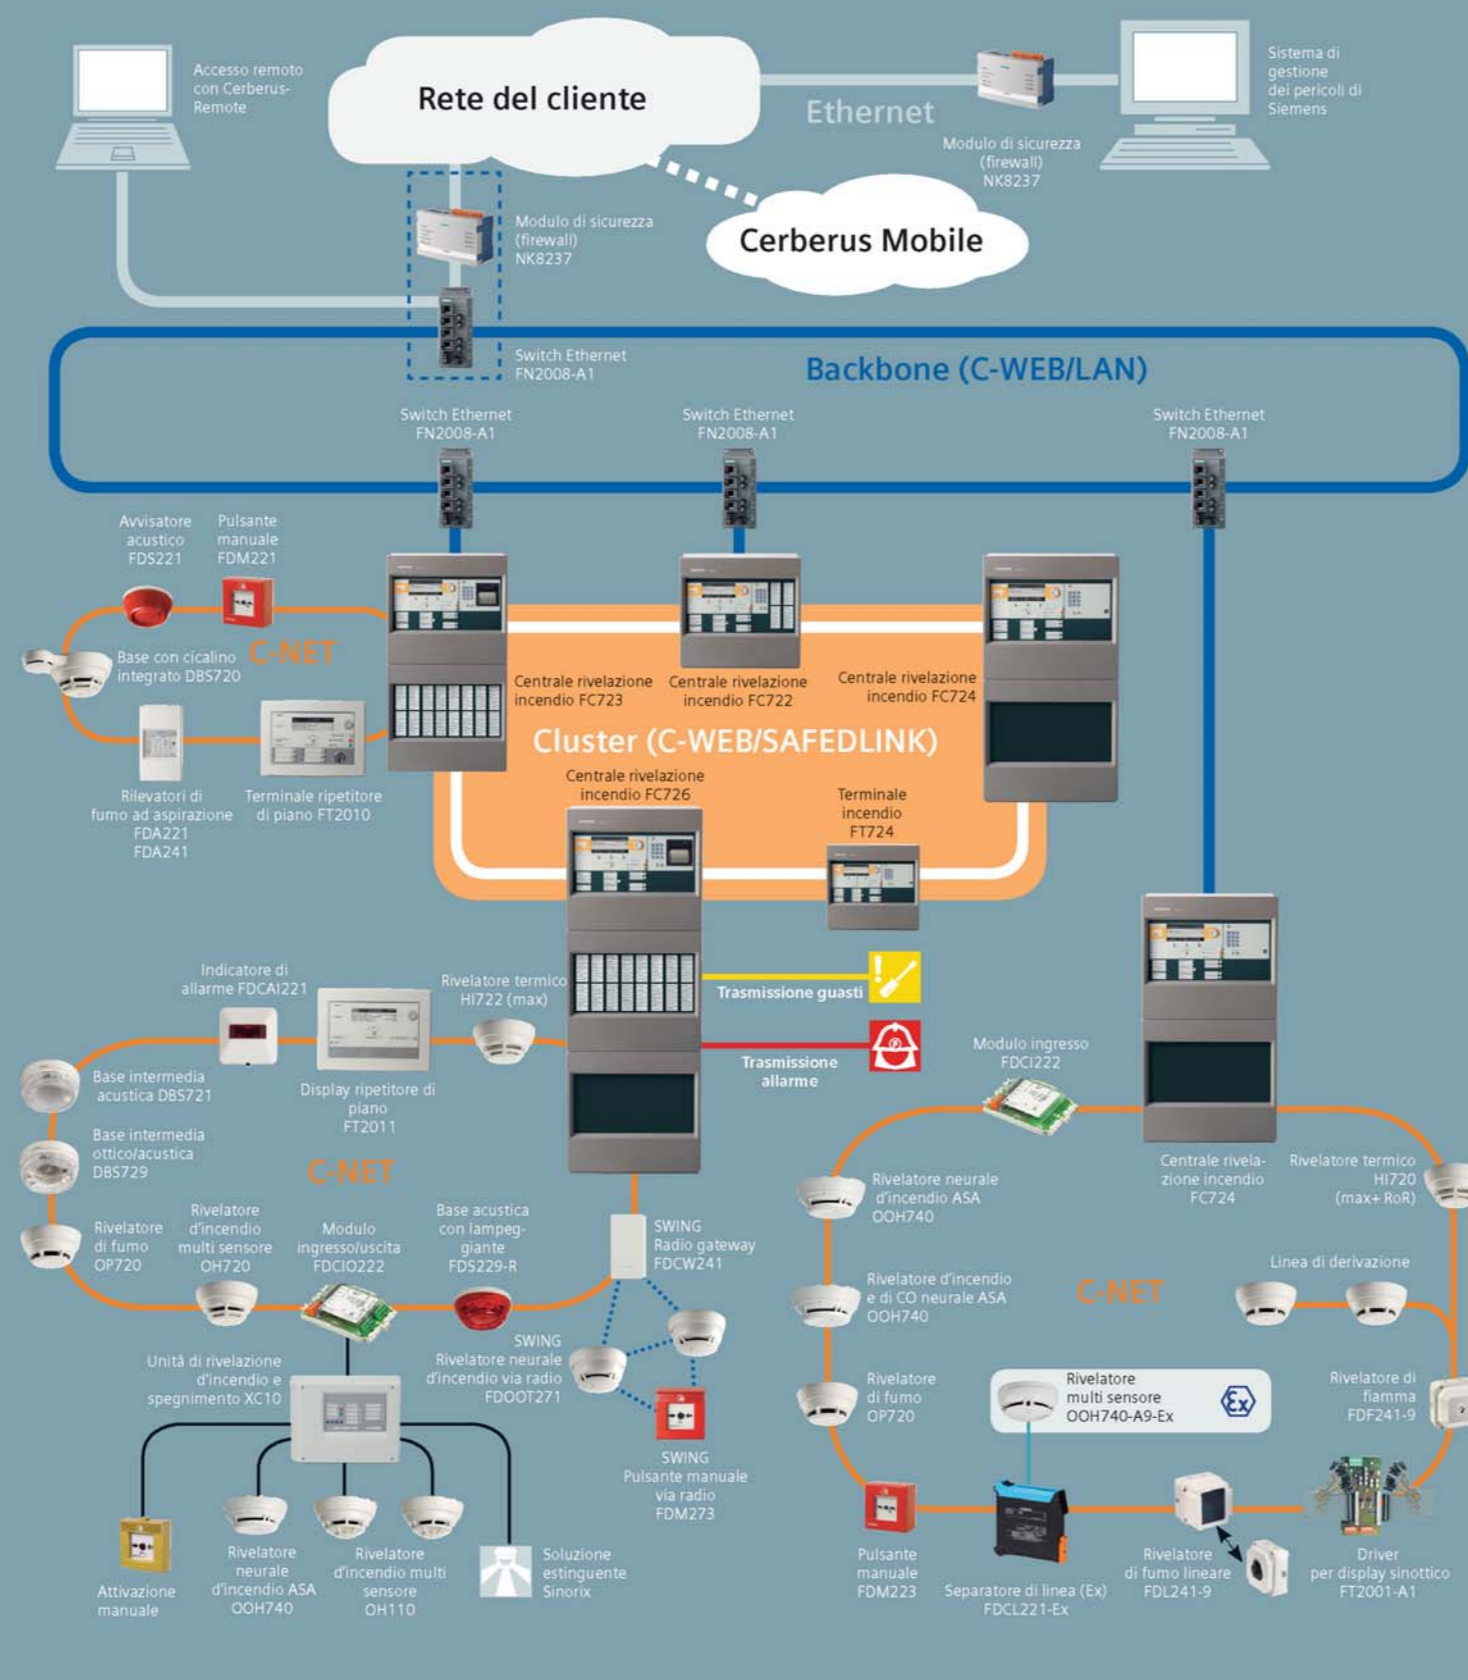 Accesso remoto
con Cerberus-
Remote
Rete del cliente
Ethernet
Modulo di sicurezza
(firewall)
NK8237
Sistema di
gestione
dei pericoli di
Siemens
Modulo di sicurezza
(firewall)
NK8237
Cerberus Mobile
Switch Ethernet
FN2008-A1
Backbone (C-WEB/LAN)
Switch Ethernet
FN2008-A1
Switch Ethernet
FN2008-A1
Switch Ethernet
FN2008-A1
Avvisatore
acustico
FDS221
Pulsante
manuale
FDM221
C-NET
Base con cicalino
integrato DBS720
Rilevatori di
fumo ad aspirazione
FDA221
FDA241
Terminale ripetitore
di piano FT2010
Centrale rivelazione
incendio FC723
Centrale rivelazione
incendio FC722
Centrale rivelazione
incendio FC724
Cluster (C-WEB/SAFEDLINK)
Centrale rivelazione
incendio FC726
Terminale
incendio
FT724
Trasmissione guasti
Trasmissione
allarme
Indicatore di
allarme FDCAI221
Rivelatore termico
HI722 (max)
Display ripetitore di
piano
FT2011
Base intermedia
acustica DBS721
Base intermedia
ottico/acustica
DBS729
C-NET
Rivelatore
di fumo
OP720
Rivelatore
d'incendio
multi sensore
OH720
Modulo
ingresso/uscita
FDCIO222
Base acustica
con lampeg-
giante
FDS229-R
SWING
Radio gateway
FDCW241
SWING
Rivelatore neurale
d'incendio via radio
FDOOT271
SWING
Pulsante manuale
via radio
FDM273
Unità di rivelazione
d'incendio e
spegnimento XC10
Attivazione
manuale
Rivelatore
neurale
d'incendio ASA
OOH740
Rivelatore
d'incendio multi
sensore
OH110
Soluzione
estinguente
Sinorix
Modulo ingresso
FDCI222
Centrale rivela-
zione incendio
FC724
Rivelatore termico
HI720
(max+ RoR)
Rivelatore neurale
d'incendio ASA
OOH740
Rivelatore d'incendio
e di CO neurale ASA
OOH740
C-NET
Linea di derivazione
Rivelatore
di fumo
OP720
Rivelatore
multi sensore
OOH740-A9-Ex
Ex
Rivelatore di
fiamma
FDF241-9
Pulsante
manuale
FDM223
Separatore di linea (Ex)
FDCL221-Ex
Rivelatore
di fumo lineare
FDL241-9
Driver
per display sinottico
FT2001-A1